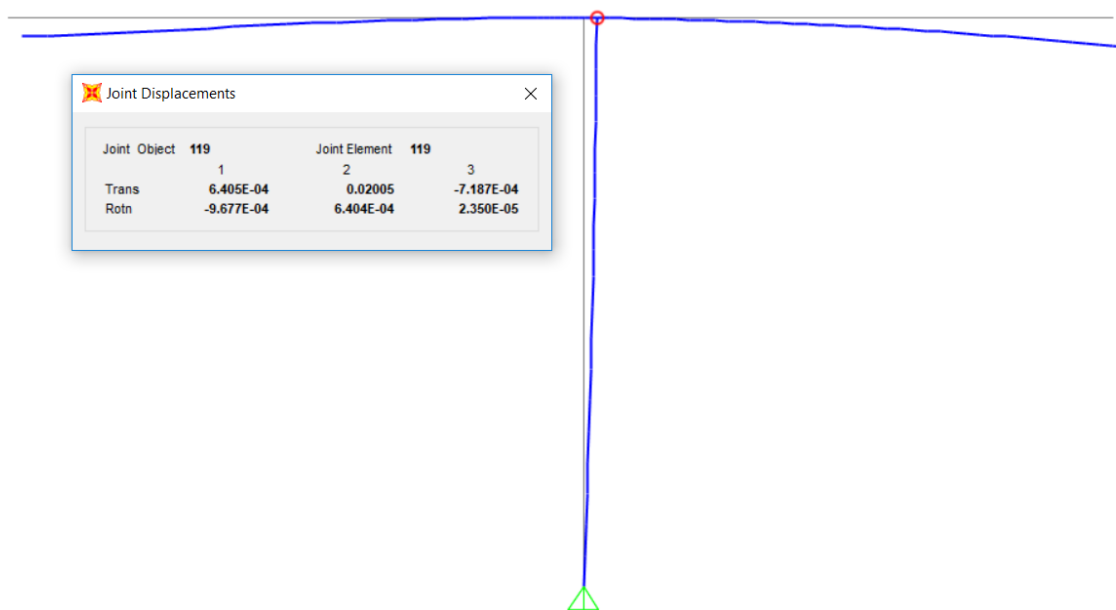 Joint Displacements
Joint Object 119 Joint Element 119
1 2 3
Trans 6.405E-04 0.02005 -7.187E-04
Rotn -9.677E-04 6.404E-04 2.350E-05